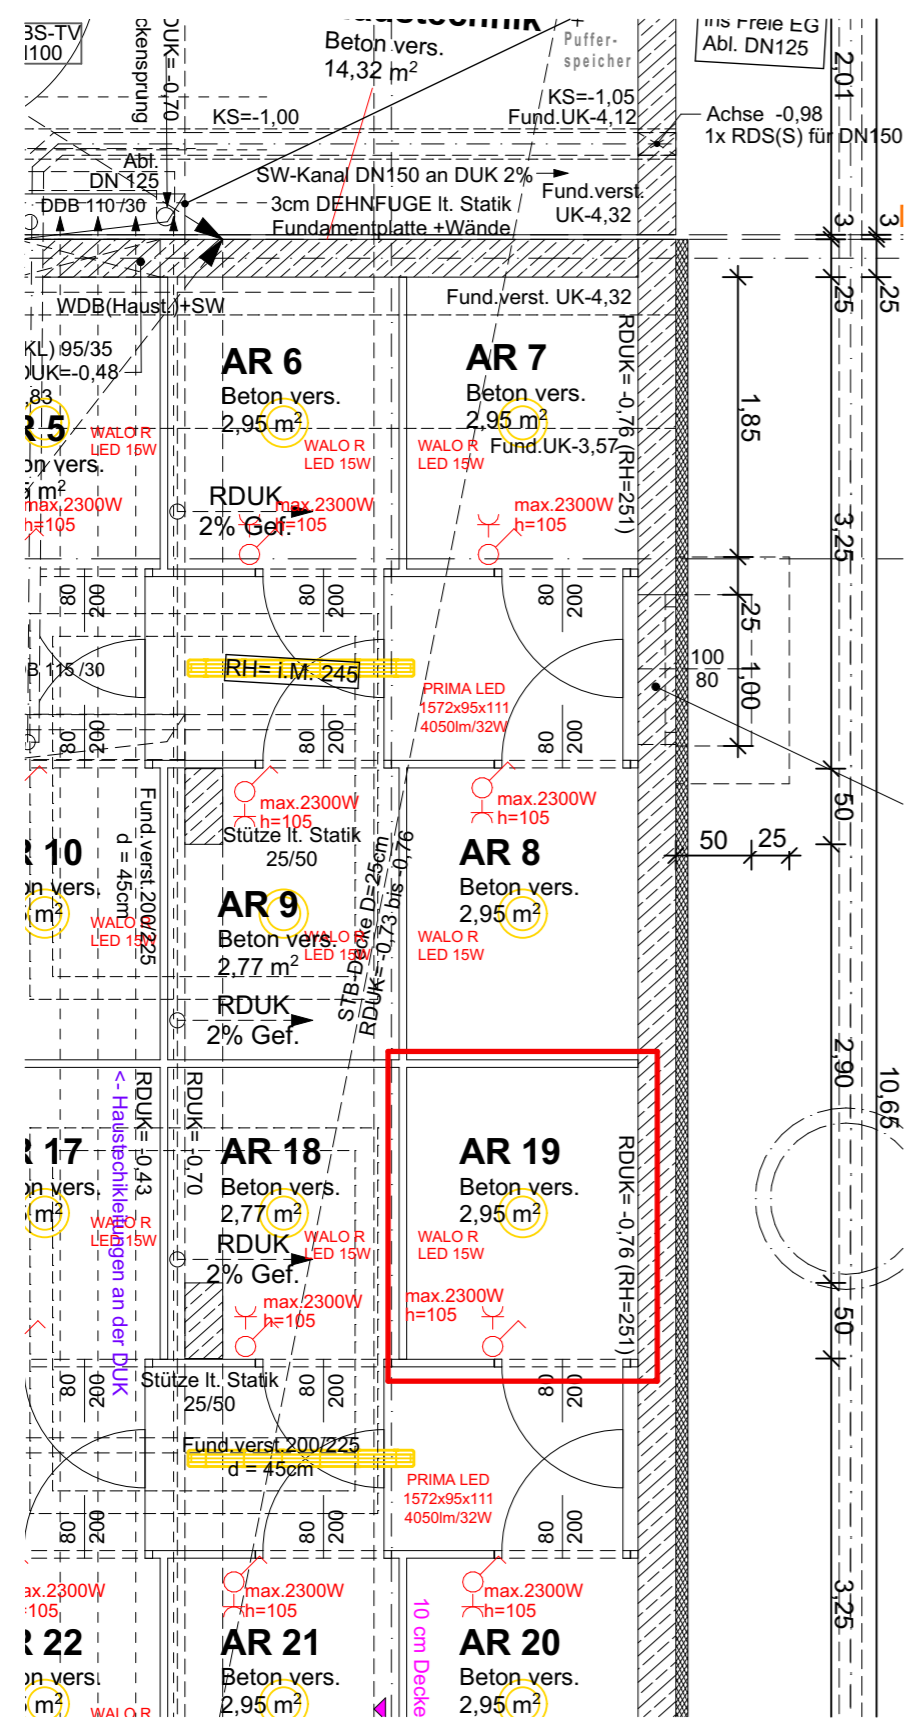 Beton vers.
14,32 m²
Puffer-
speicher
ins Freie EG
Abl. DN125
2,01
BS-TV
DUK= -0,70
KS=-1,00
KS=-1,05
Fund.UK-4,12
Achse -0,98
1x RDS(S) für DN150
Abl.
DN 125
DDB 110/30
SW-Kanal DN150 an DUK 2%
3cm DEHNFUGE lt. Statik
Fundamentplatte +Wände
Fund.verst.
UK-4,32
3
3
25
25
WDB(Haust.)+SW
Fund.verst. UK-4,32
95/35
DUK=-0,48
AR 6
Beton vers.
2,95 m²
WALO R
LED 15W
RDUK
2% Gef.
max.2300W
h=105
AR 7
Beton vers.
2,95 m²
WALO R
LED 15W
Fund.UK-3,57
max.2300W
h=105
RDUK= -0,76 (RH=251)
1,85
3,25
WALO R
LED 15W
max.2300W
h=105
80
200
80
200
80
200
RH= i.M. 245
115/30
PRIMA LED
1572x95x111
4050lm/32W
100
80
25
1,00
80
200
80
200
80
200
50
50
25
max.2300W
h=105
Stütze lt. Statik
25/50
max.2300W
h=105
Fund.verst.200/225
d = 45cm
10
WALO R
LED 15W
AR 9
Beton vers.
2,77 m²
WALO R
LED 15W
RDUK
2% Gef.
STB-Decke D=25cm
RDUK= -0,73 bis -0,76
AR 8
Beton vers.
2,95 m²
WALO R
LED 15W
2,90
10,65
<- Haustechikleitungen an der DUK
RDUK= -0,43
RDUK= -0,70
17
WALO R
LED 15W
AR 18
Beton vers.
2,77 m²
WALO R
LED 15W
RDUK
2% Gef.
max.2300W
h=105
AR 19
Beton vers.
2,95 m²
WALO R
LED 15W
max.2300W
h=105
RDUK= -0,76 (RH=251)
50
80
200
Stütze lt. Statik
25/50
80
200
80
200
Fund.verst.200/225
d = 45cm
PRIMA LED
1572x95x111
4050lm/32W
80
200
80
200
80
200
3,25
max.2300W
h=105
max.2300W
h=105
max.2300W
h=105
22
WALO R
AR 21
Beton vers.
2,95 m²
10 cm Decke
AR 20
Beton vers.
2,95 m²